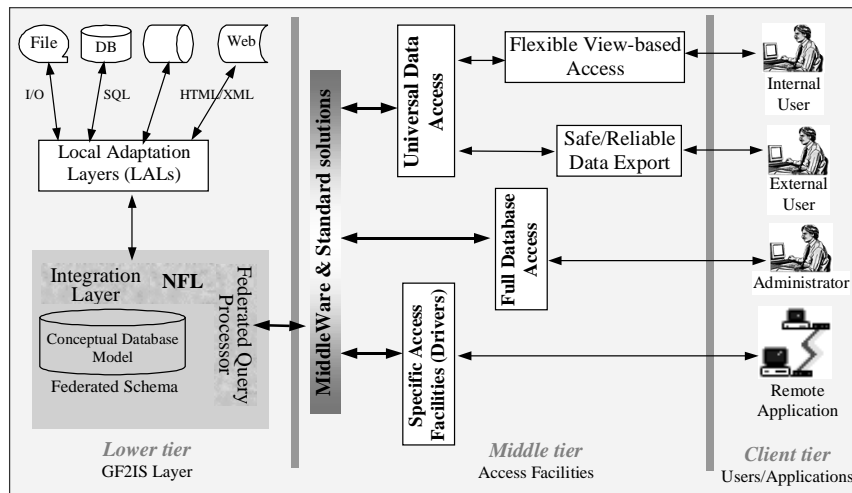 File
DB
Web
I/O
SQL
HTML/XML
Local Adaptation
Layers (LALs)
Integration
Layer
NFL
Federated Query
Processor
Conceptual Database
Model
Federated Schema
Lower tier
GF2IS Layer
MiddleWare & Standard solutions
Universal Data
Access
Flexible View-based
Access
Safe/Reliable
Data Export
Full Database
Access
Specific Access
Facilities (Drivers)
Middle tier
Access Facilities
Internal
User
External
User
Administrator
Remote
Application
Client tier
Users/Applications